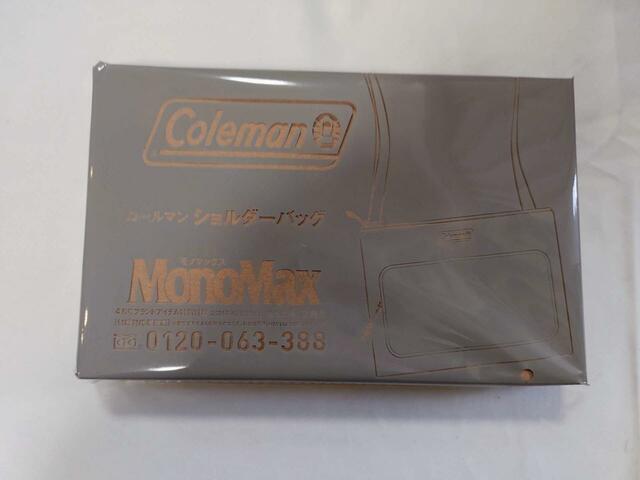 Coleman
コールマン ショルダーバッグ
モノマックス
MonoMax
0120-063-388
Coleman